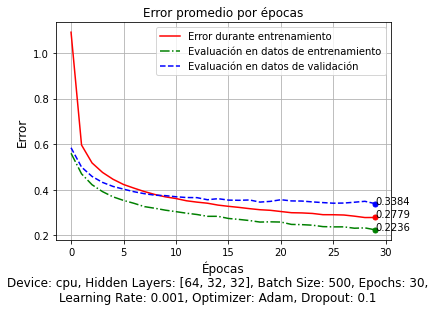 Error promedio por épocas
Error durante entrenamiento
Evaluación en datos de entrenamiento
Evaluación en datos de validación
Error
1.0
0.8
0.6
0.4
0.2
0.3384
0.2779
0.2236
0 5 10 15 20 25 30
Épocas
Device: cpu, Hidden Layers: [64, 32, 32], Batch Size: 500, Epochs: 30,
Learning Rate: 0.001, Optimizer: Adam, Dropout: 0.1